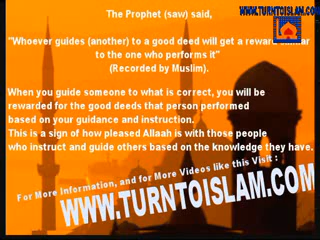 WWW.TURNTOISLAM.COM
The Prophet (saw) said,
"Whoever guides (another) to a good deed will get a reward
to the one who performs it"
(Recorded by Muslim).
When you guide someone to what is correct, you will be
rewarded for the good deeds that person performed
based on your guidance and instruction.
This is a sign of how pleased Allaah is with those people
who instruct and guide others based on the knowledge they have.
For More Information, and for More Videos like this Visit :
WWW.TURNTOISLAM.COM